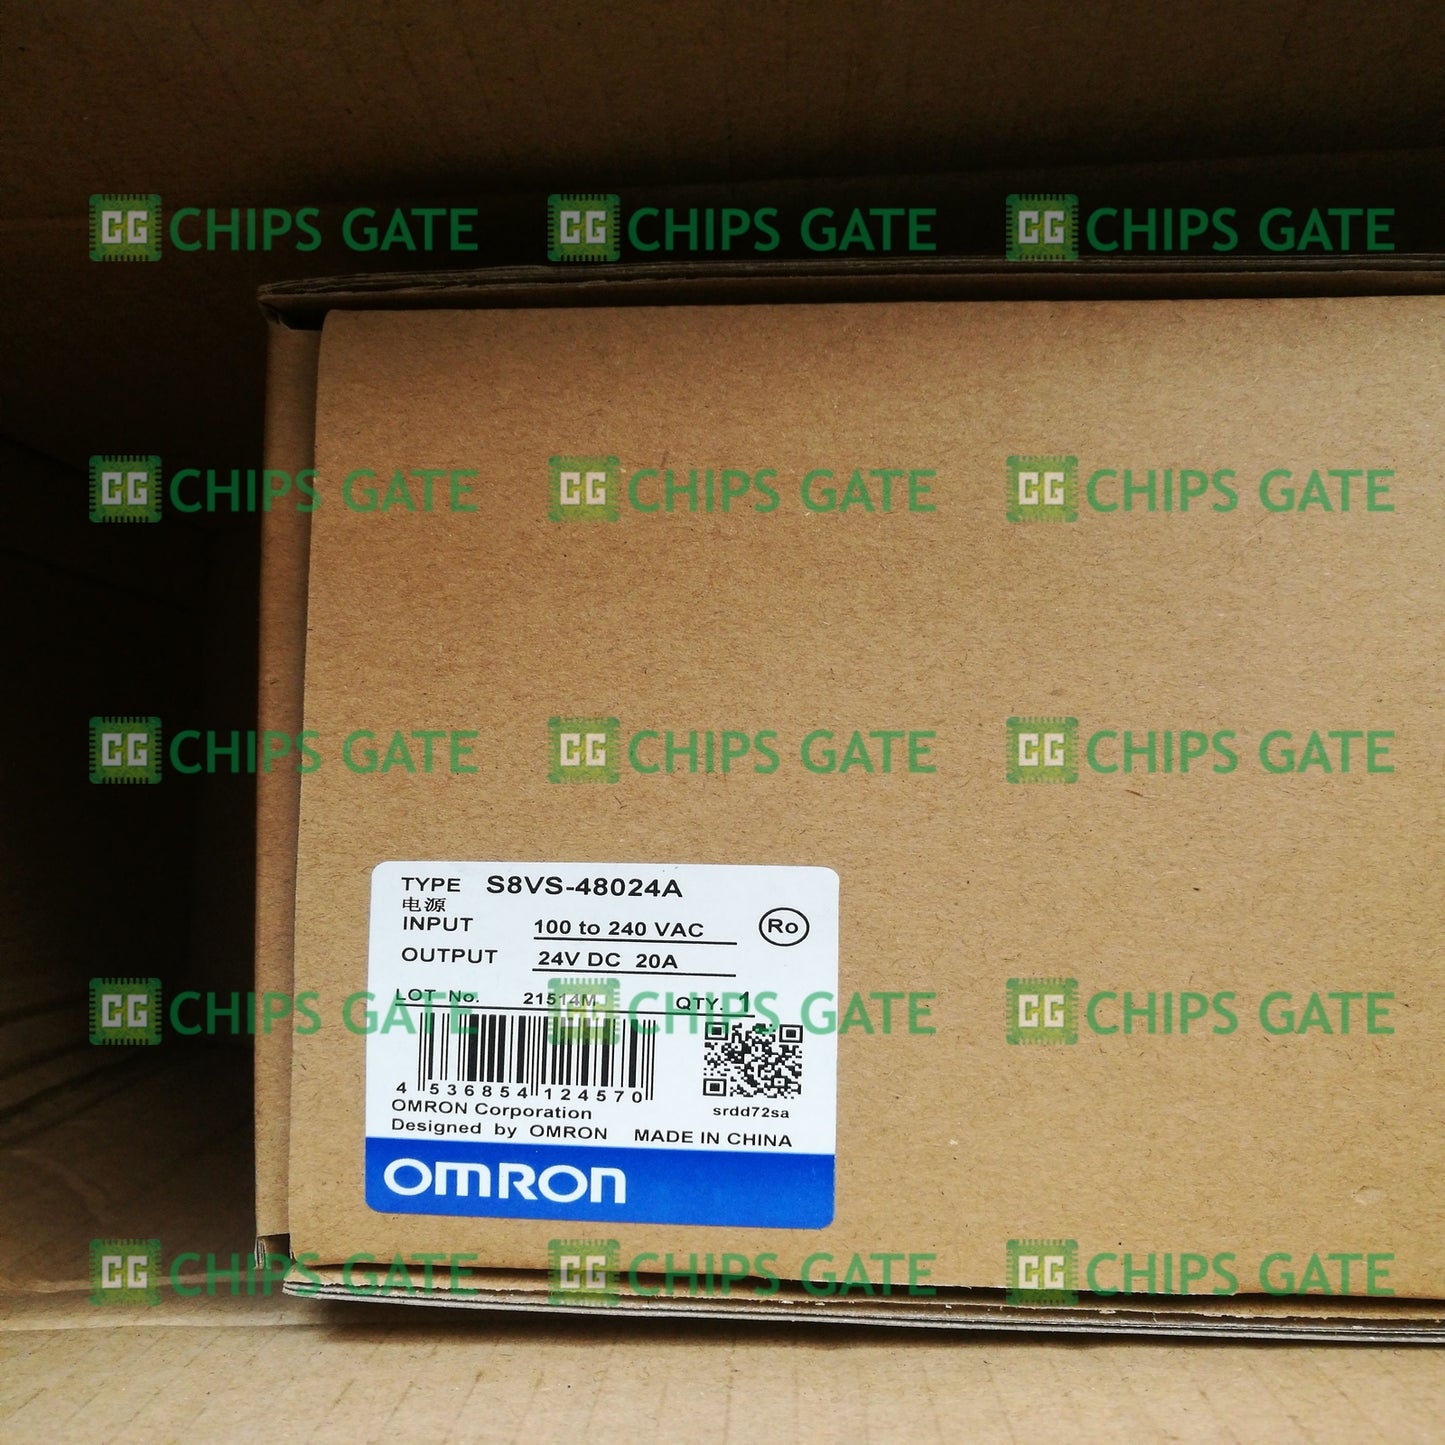 CG CHIPS GATE CG CHIPS GATE CG CHIPS GATE
CG CHIPS GATE CG CHIPS GATE CG CHIPS GATE
CG CHIPS GATE CG CHIPS GATE CG CHIPS GATE
TYPE S8VS-48024A
电源
INPUT 100 to 240 VAC Ro
OUTPUT 24V DC 20A
LOT No. 21514M QTY. 1
CG CHIPS GATE CG CHIPS GATE CG CHIPS GATE
4 536854 124570
srdd72sa
OMRON Corporation
Designed by OMRON MADE IN CHINA
OMRON
CG CHIPS GATE CG CHIPS GATE CG CHIPS GATE